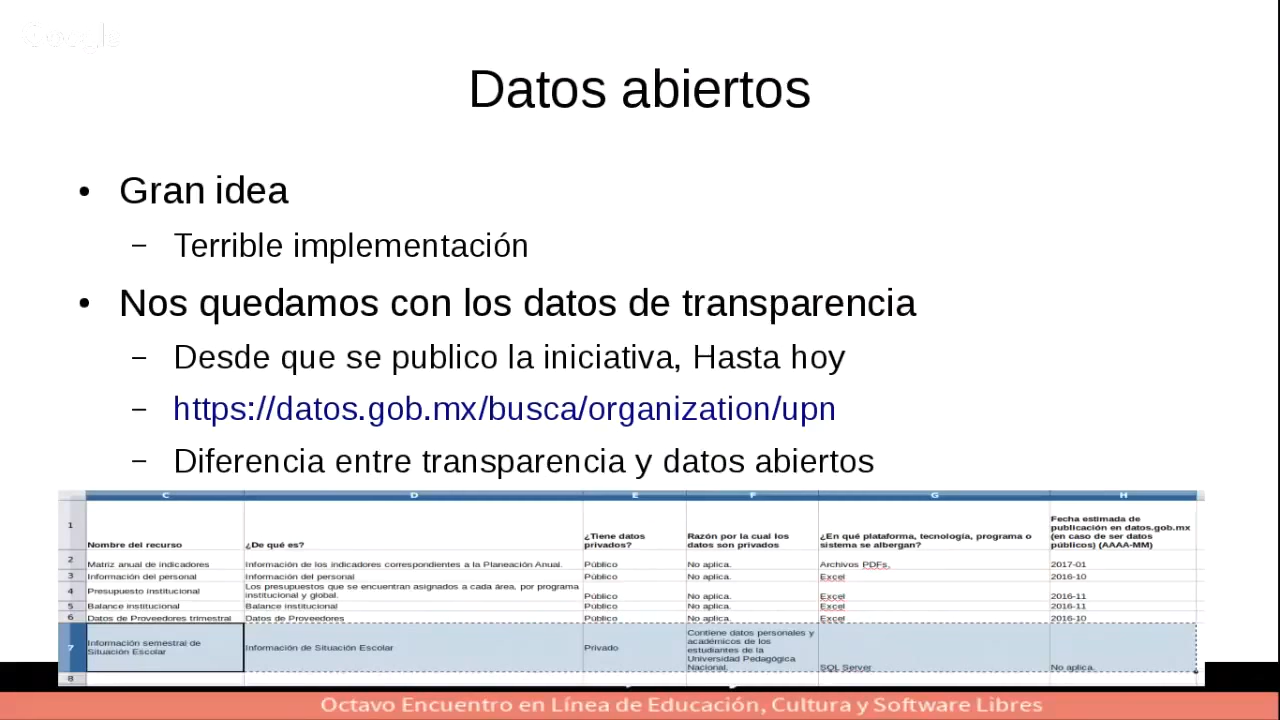 Google
Datos abiertos
• Gran idea
– Terrible implementación
• Nos quedamos con los datos de transparencia
– Desde que se publico la iniciativa, Hasta hoy
– https://datos.gob.mx/busca/organization/upn
– Diferencia entre transparencia y datos abiertos
C D E F G H
1 Nombre del recurso ¿De qué es? ¿Tiene datos privados? Razón por la cual los datos son privados ¿En qué plataforma, tecnología, programa o sistema se albergan? Fecha estimada de publicación en datos.gob.mx (en caso de ser datos públicos) (AAAA-MM)
2 Matriz anual de indicadores Información de los indicadores correspondientes a la Planeación Anual. Público No aplica. Archivos PDFs, 2017-01
3 Información del personal Información del personal Público No aplica. Excel 2016-10
4 Presupuesto institucional Los presupuestos que se encuentran asignados a cada área, por programa institucional y global. Público No aplica. Excel 2016-11
5 Balance institucional Balance institucional Público No aplica. Excel 2016-11
6 Datos de Proveedores trimestral Datos de Proveedores Público No aplica. Excel 2016-10
7 Información semestral de Situación Escolar Información de Situación Escolar Privado Contiene datos personales y académicos de los estudiantes de la Universidad Pedagógica Nacional. SQL Server No aplica.
8
Octavo Encuentro en Línea de Educación, Cultura y Software Libres